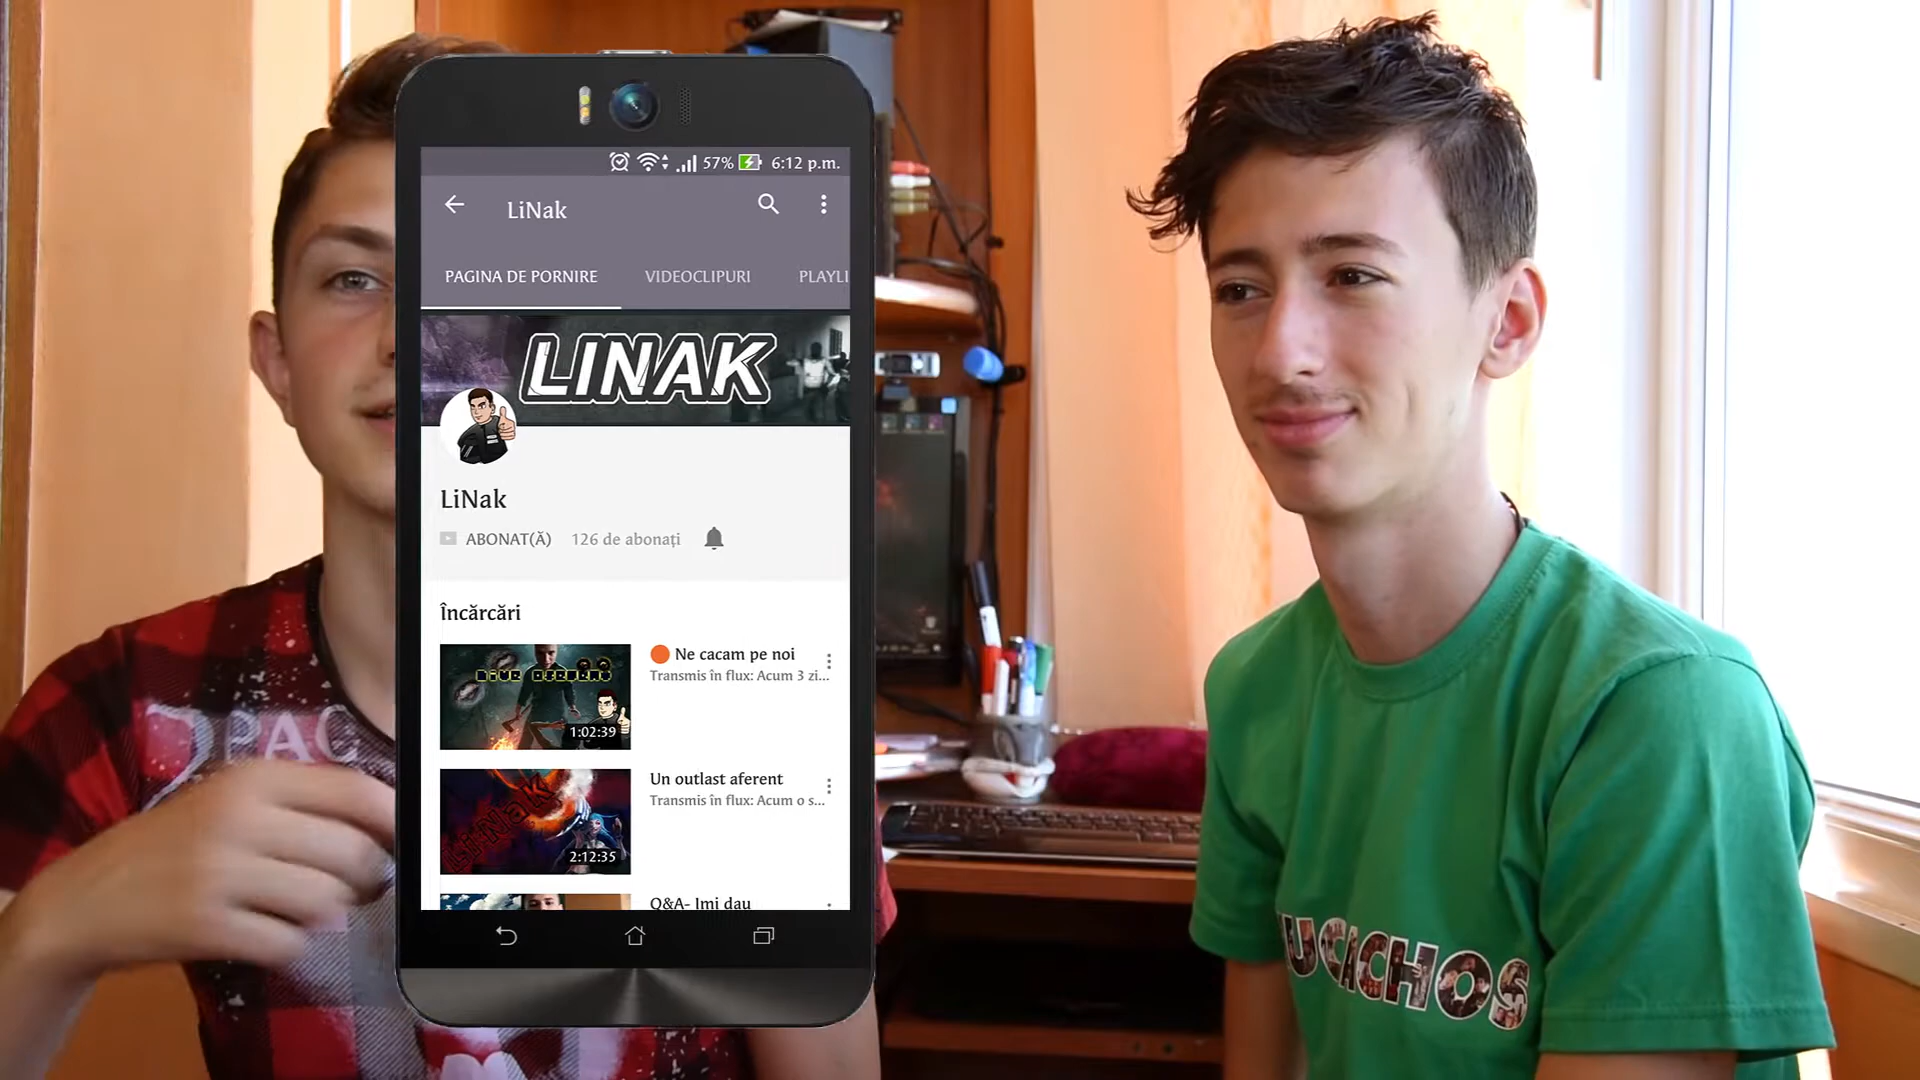 57% 6:12 p.m.
LiNak
PAGINA DE PORNIRE VIDEOCLIPURI PLAYLI
LINAK
LiNak
ABONAT(Ă) 126 de abonați
Încărcări
Ne cacam pe noi
Transmis în flux: Acum 3 zi...
1:02:39
Un outlast aferent
Transmis în flux: Acum o s...
LiNak
2:12:35
Q&A- Imi dau
2PAC
UCACHOS